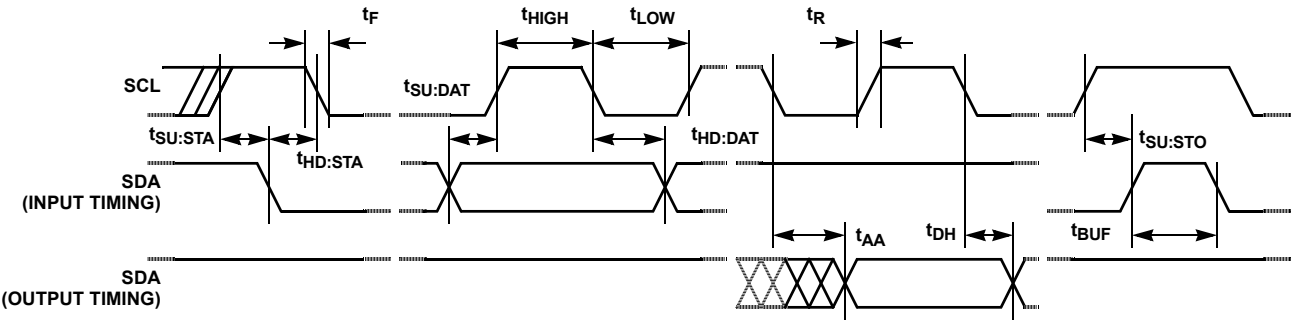 tF
tHIGH
tLOW
tR
SCL
tSU:DAT
tSU:STA
tHD:STA
tHD:DAT
tSU:STO
SDA
(INPUT TIMING)
tAA
tDH
tBUF
SDA
(OUTPUT TIMING)